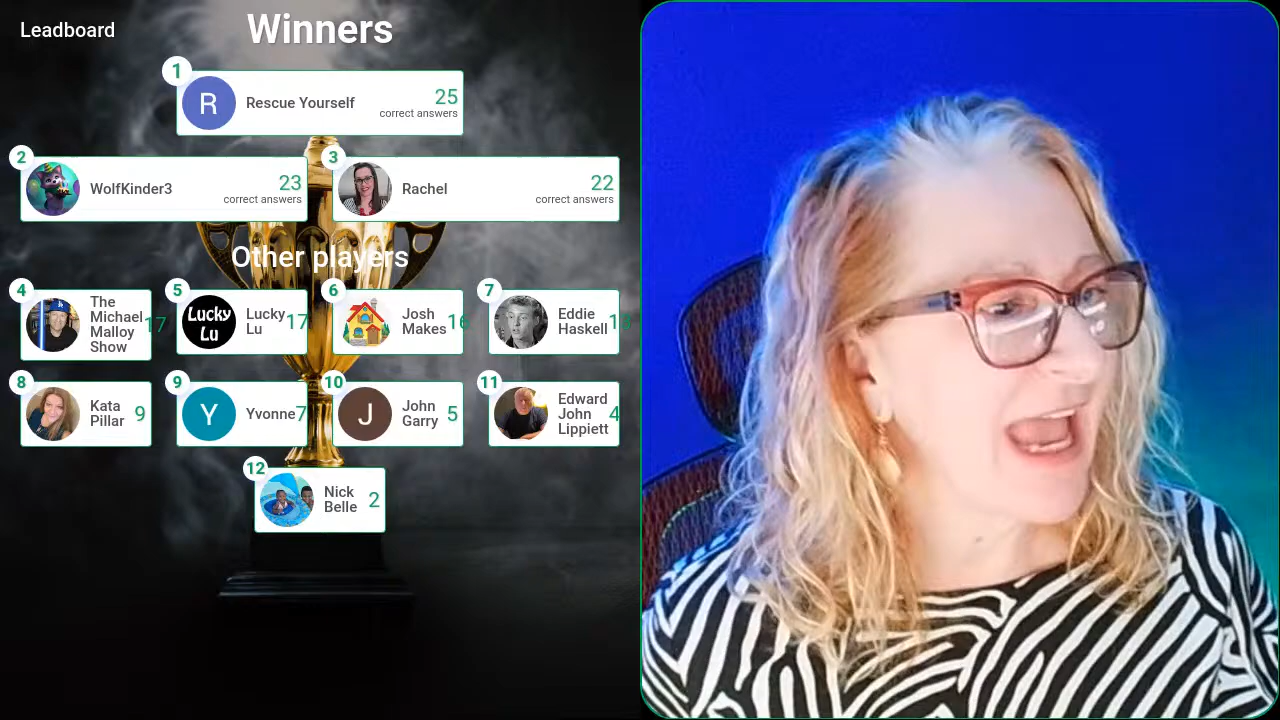 Leadboard
Winners
1
R
Rescue Yourself
25
correct answers
2
WolfKinder3
23
correct answers
3
Rachel
22
correct answers
Other players
4
The
Michael
Malloy
Show
17
5
Lucky
Lu
Lucky
Lu
17
6
Josh
Makes
16
7
Eddie
Haskell
8
Kata
Pillar
9
9
Y
Yvonne
7
10
J
John
Garry
5
11
Edward
John
Lippiett
4
12
Nick
Belle
2